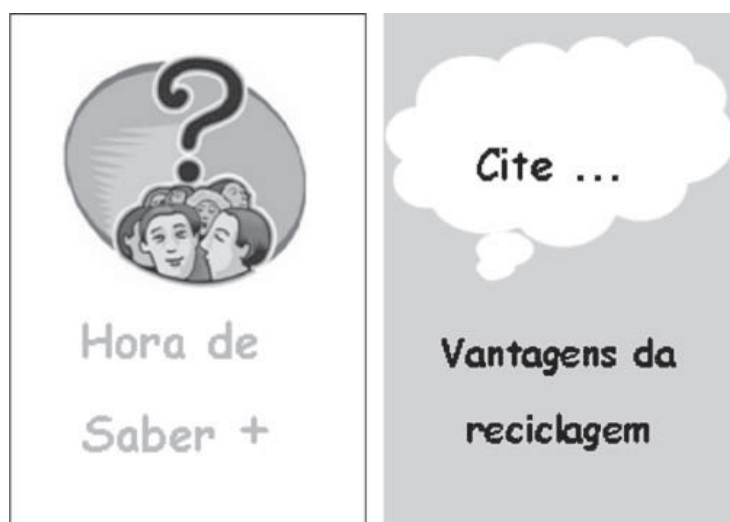 ?
Hora de
Saber +
Cite ...
Vantagens da
reciclagem